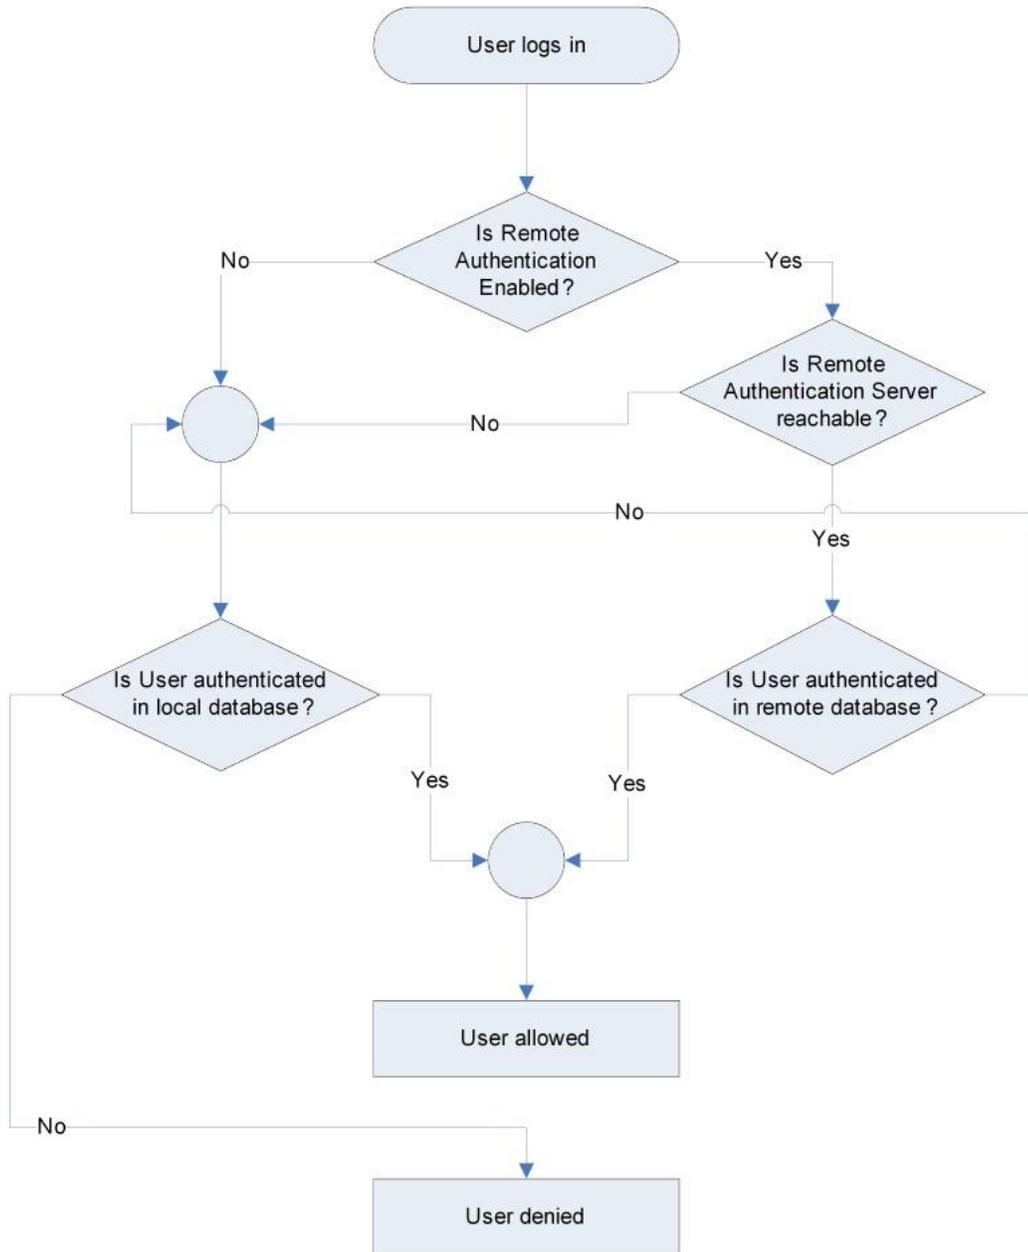 User logs in
Is Remote
Authentication
Enabled?
No
Yes
Is Remote
Authentication Server
reachable?
No
No
Yes
Is User authenticated
in local database?
Is User authenticated
in remote database?
Yes
Yes
User allowed
No
User denied